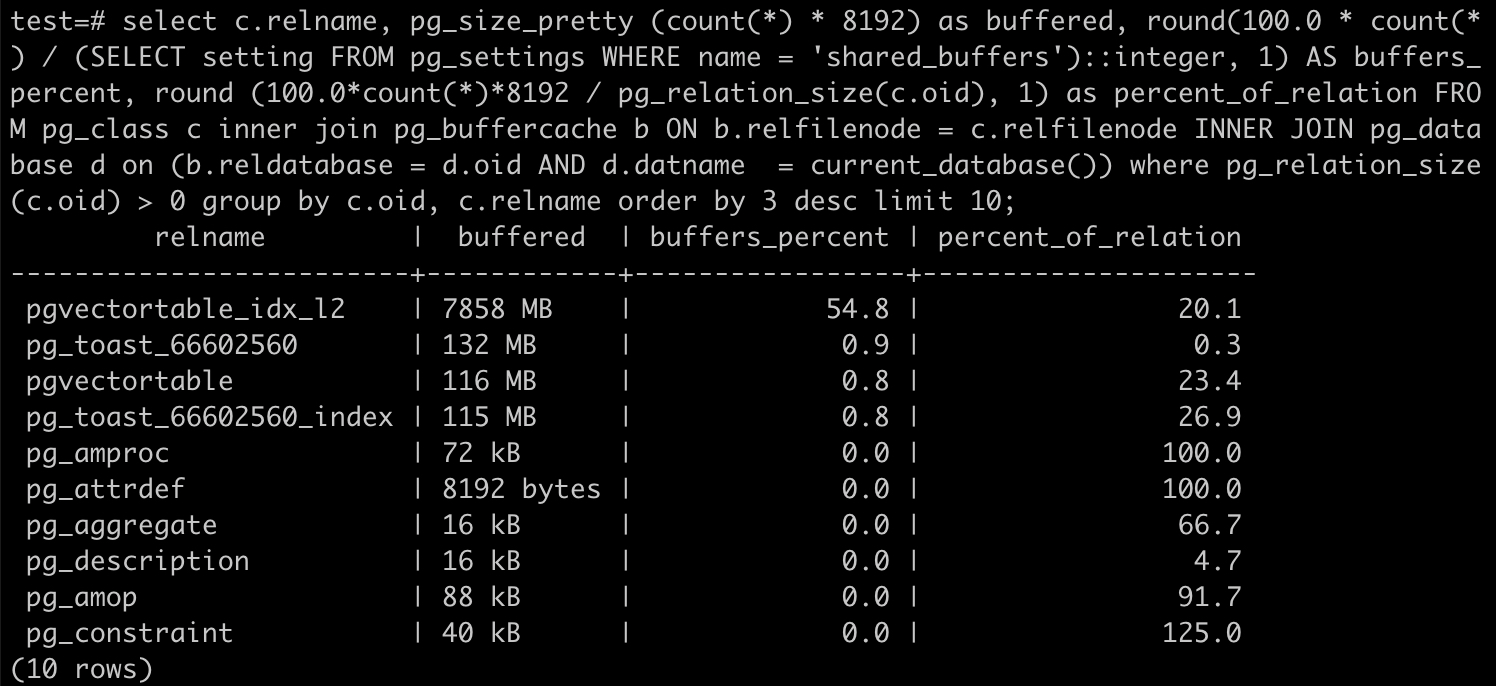 test=# select c.relname, pg_size_pretty (count(*) * 8192) as buffered, round(100.0 * count(*
) / (SELECT setting FROM pg_settings WHERE name = 'shared_buffers')::integer, 1) AS buffers_
percent, round (100.0*count(*)*8192 / pg_relation_size(c.oid), 1) as percent_of_relation FRO
M pg_class c inner join pg_buffercache b ON b.relfilenode = c.relfilenode INNER JOIN pg_data
base d on (b.reldatabase = d.oid AND d.datname  = current_database()) where pg_relation_size
(c.oid) > 0 group by c.oid, c.relname order by 3 desc limit 10;
         relname         |  buffered  | buffers_percent | percent_of_relation
-------------------------+------------+-----------------+---------------------
 pgvectortable_idx_l2    | 7858 MB    |            54.8 |                20.1
 pg_toast_66602560       | 132 MB     |             0.9 |                 0.3
 pgvectortable           | 116 MB     |             0.8 |                23.4
 pg_toast_66602560_index | 115 MB     |             0.8 |                26.9
 pg_amproc               | 72 kB      |             0.0 |               100.0
 pg_attrdef              | 8192 bytes |             0.0 |               100.0
 pg_aggregate            | 16 kB      |             0.0 |                66.7
 pg_description          | 16 kB      |             0.0 |                 4.7
 pg_amop                 | 88 kB      |             0.0 |                91.7
 pg_constraint           | 40 kB      |             0.0 |               125.0
(10 rows)